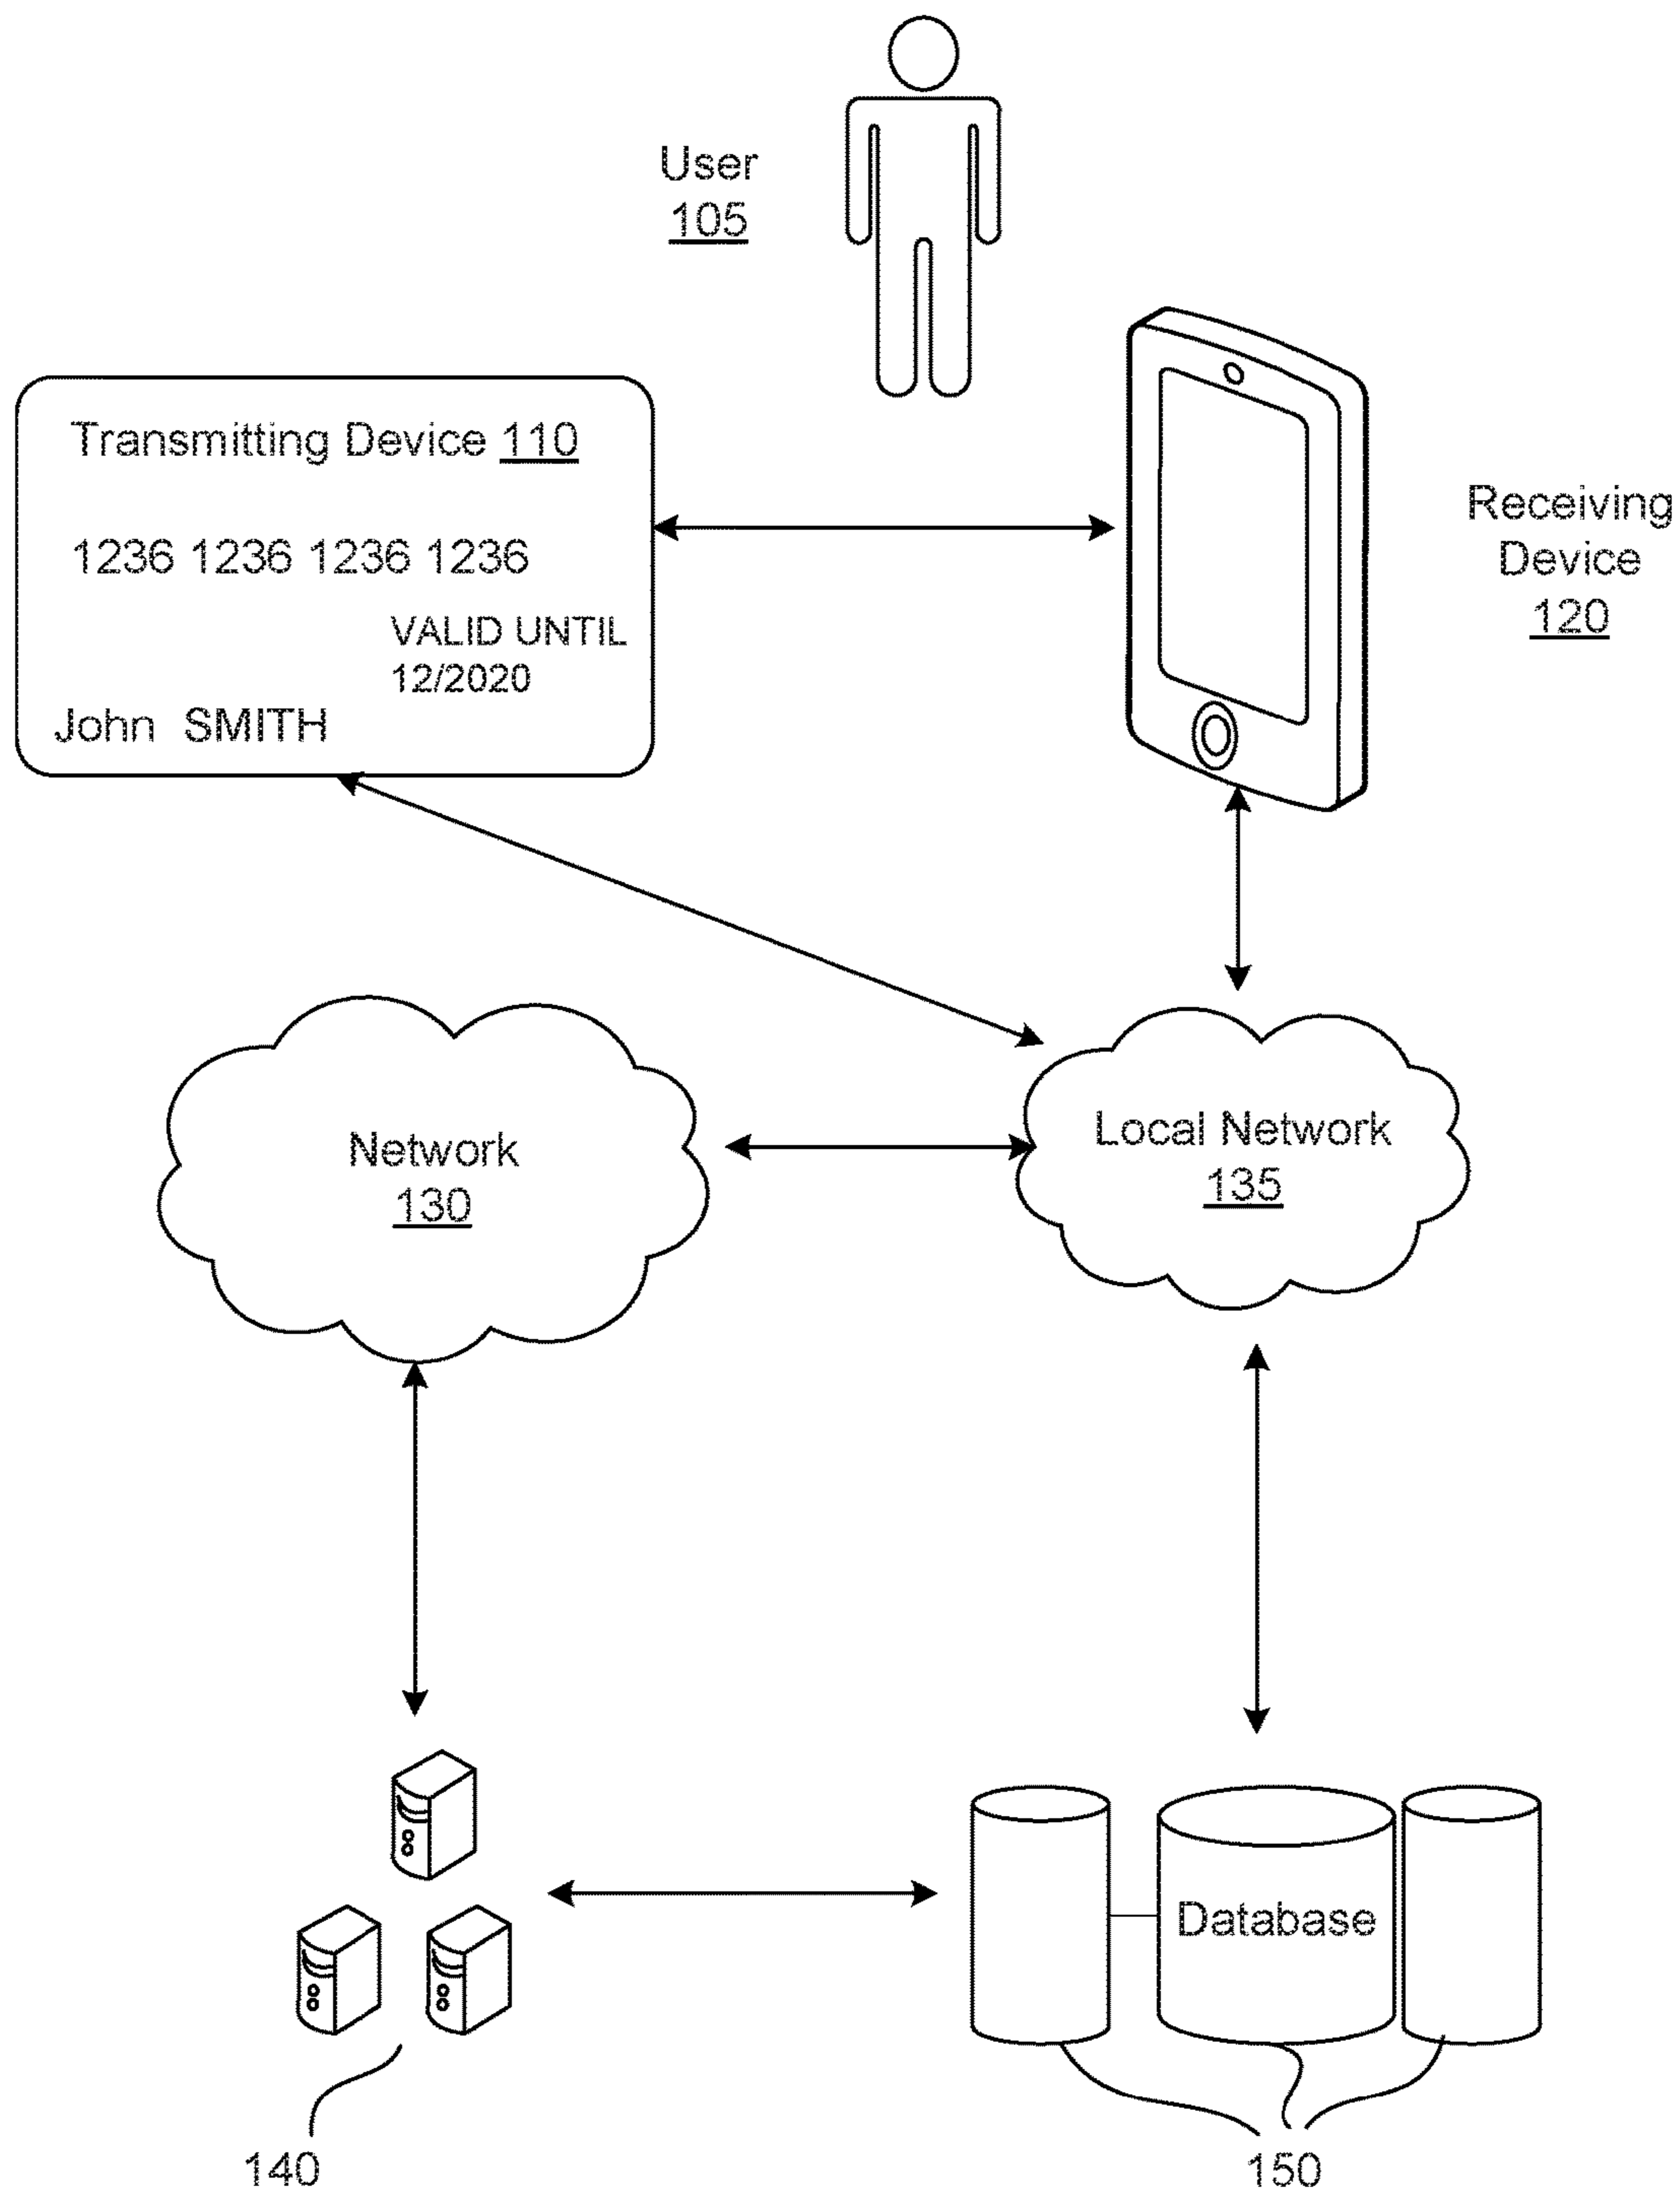 User
105
Transmitting Device 110
1236 1236 1236 1236
VALID UNTIL
12/2020
John SMITH
Receiving
Device
120
Network
130
Local Network
135
Database
140
150